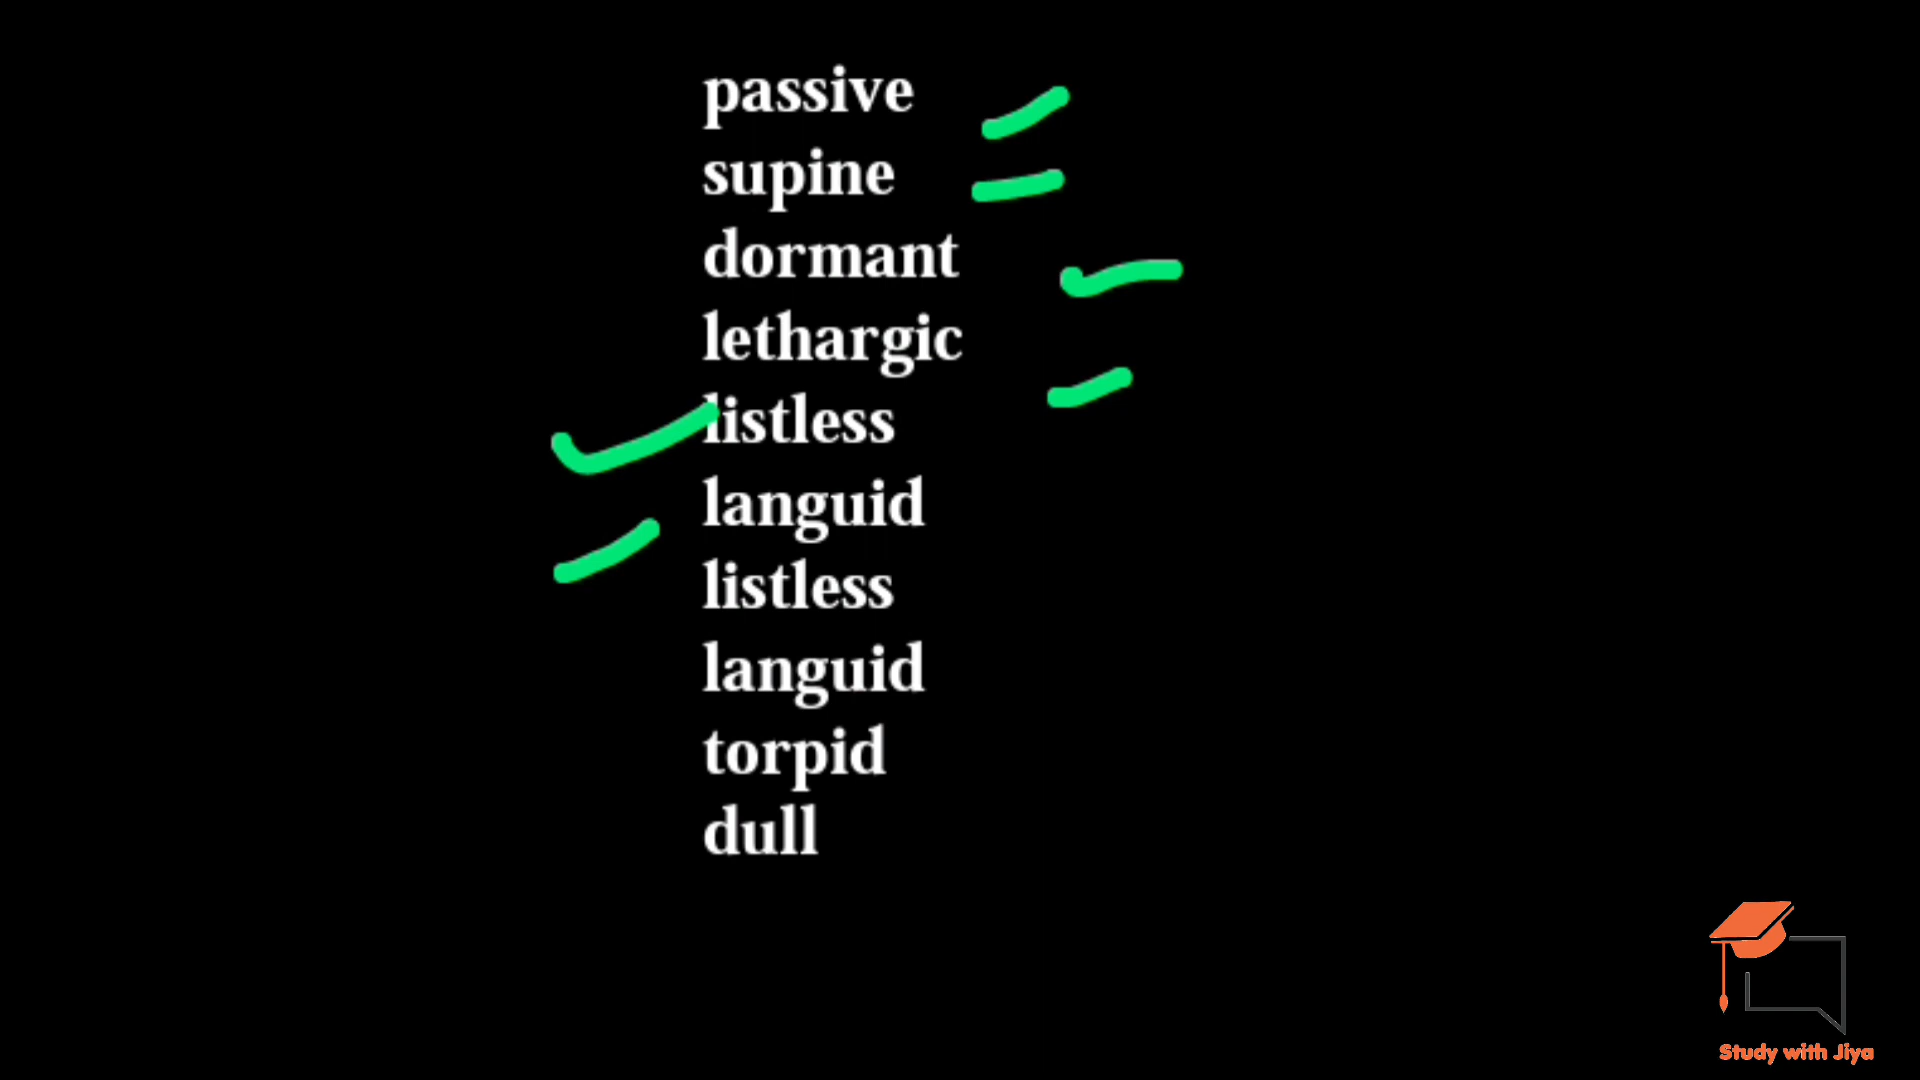 passive
supine
dormant
lethargic
listless
languid
listless
languid
torpid
dull
Study with Jiya